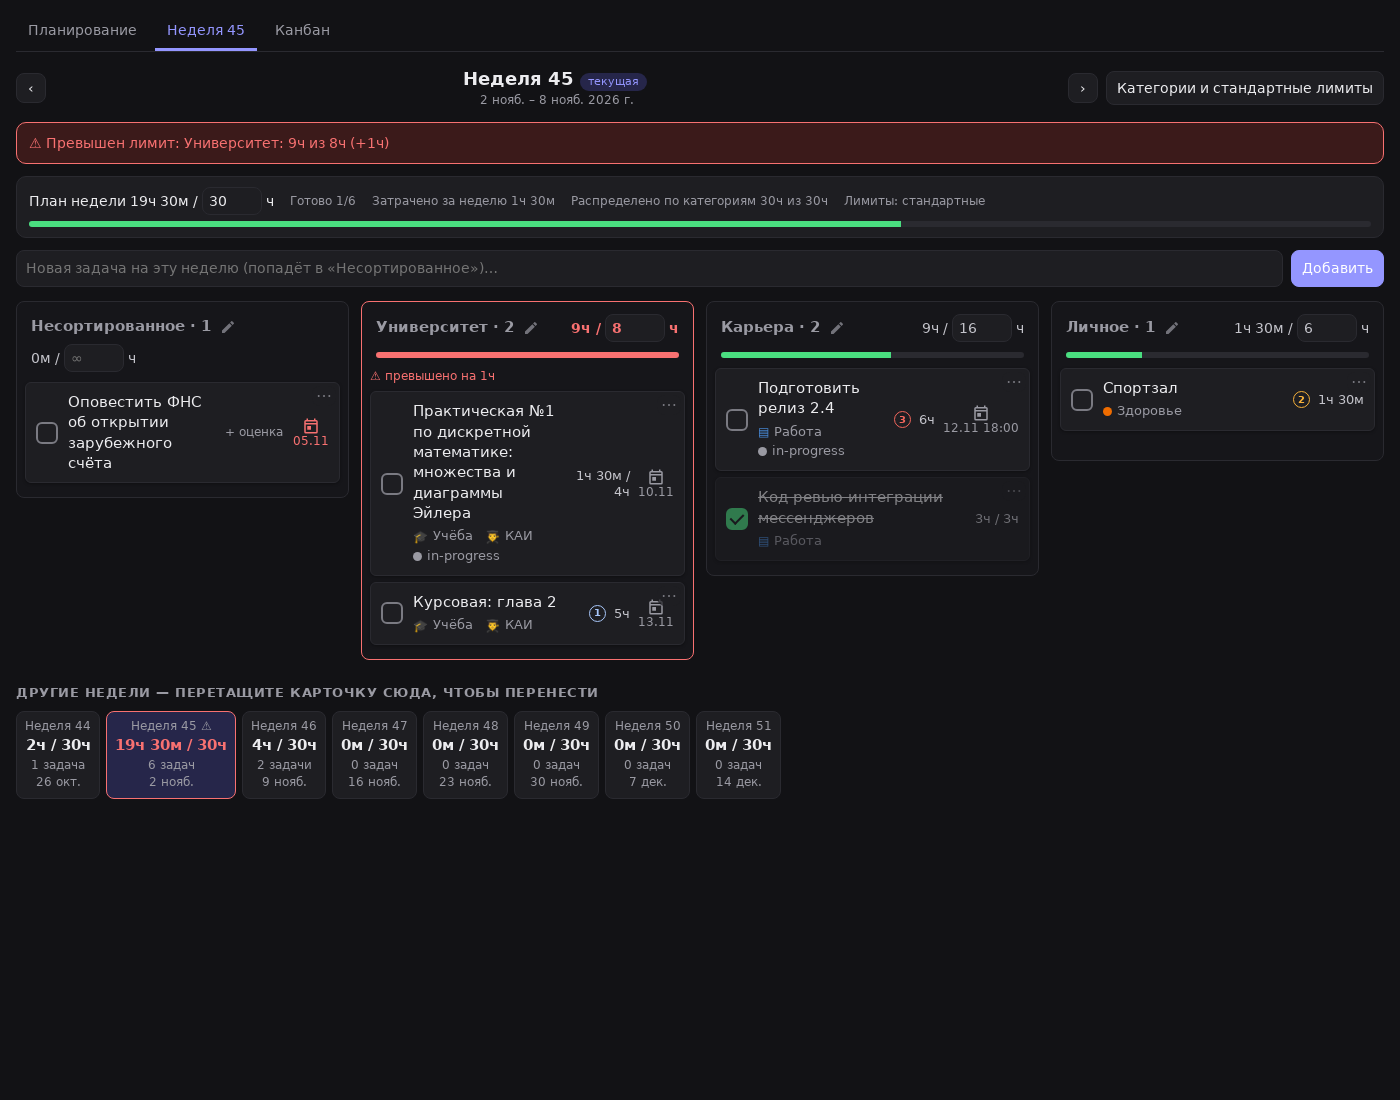 Планирование
Неделя 45
Канбан
‹
Неделя 45 текущая
2 нояб. – 8 нояб. 2026 г.
›
Категории и стандартные лимиты
⚠ Превышен лимит: Университет: 9ч из 8ч (+1ч)
План недели 19ч 30м / 30 ч Готово 1/6 Затрачено за неделю 1ч 30м Распределено по категориям 30ч из 30ч Лимиты: стандартные
Новая задача на эту неделю (попадёт в «Несортированное»)...
Добавить
Несортированное · 1
0м / ∞ ч
...
Оповестить ФНС
об открытии
зарубежного
счёта
+ оценка
05.11
Университет · 2
9ч / 8 ч
⚠ превышено на 1ч
...
Практическая №1
по дискретной
математике:
множества и
диаграммы
Эйлера
🎓 Учёба 👨‍🎓 КАИ
in-progress
1ч 30м /
4ч
10.11
...
Курсовая: глава 2
🎓 Учёба 👨‍🎓 КАИ
1 5ч
13.11
Карьера · 2
9ч / 16 ч
...
Подготовить
релиз 2.4
Работа
in-progress
3 6ч
12.11 18:00
...
Код ревью интеграции
мессенджеров
Работа
3ч / 3ч
Личное · 1
1ч 30м / 6 ч
...
Спортзал
Здоровье
2 1ч 30м
ДРУГИЕ НЕДЕЛИ — ПЕРЕТАЩИТЕ КАРТОЧКУ СЮДА, ЧТОБЫ ПЕРЕНЕСТИ
Неделя 44
2ч / 30ч
1 задача
26 окт.
Неделя 45 ⚠
19ч 30м / 30ч
6 задач
2 нояб.
Неделя 46
4ч / 30ч
2 задачи
9 нояб.
Неделя 47
0м / 30ч
0 задач
16 нояб.
Неделя 48
0м / 30ч
0 задач
23 нояб.
Неделя 49
0м / 30ч
0 задач
30 нояб.
Неделя 50
0м / 30ч
0 задач
7 дек.
Неделя 51
0м / 30ч
0 задач
14 дек.